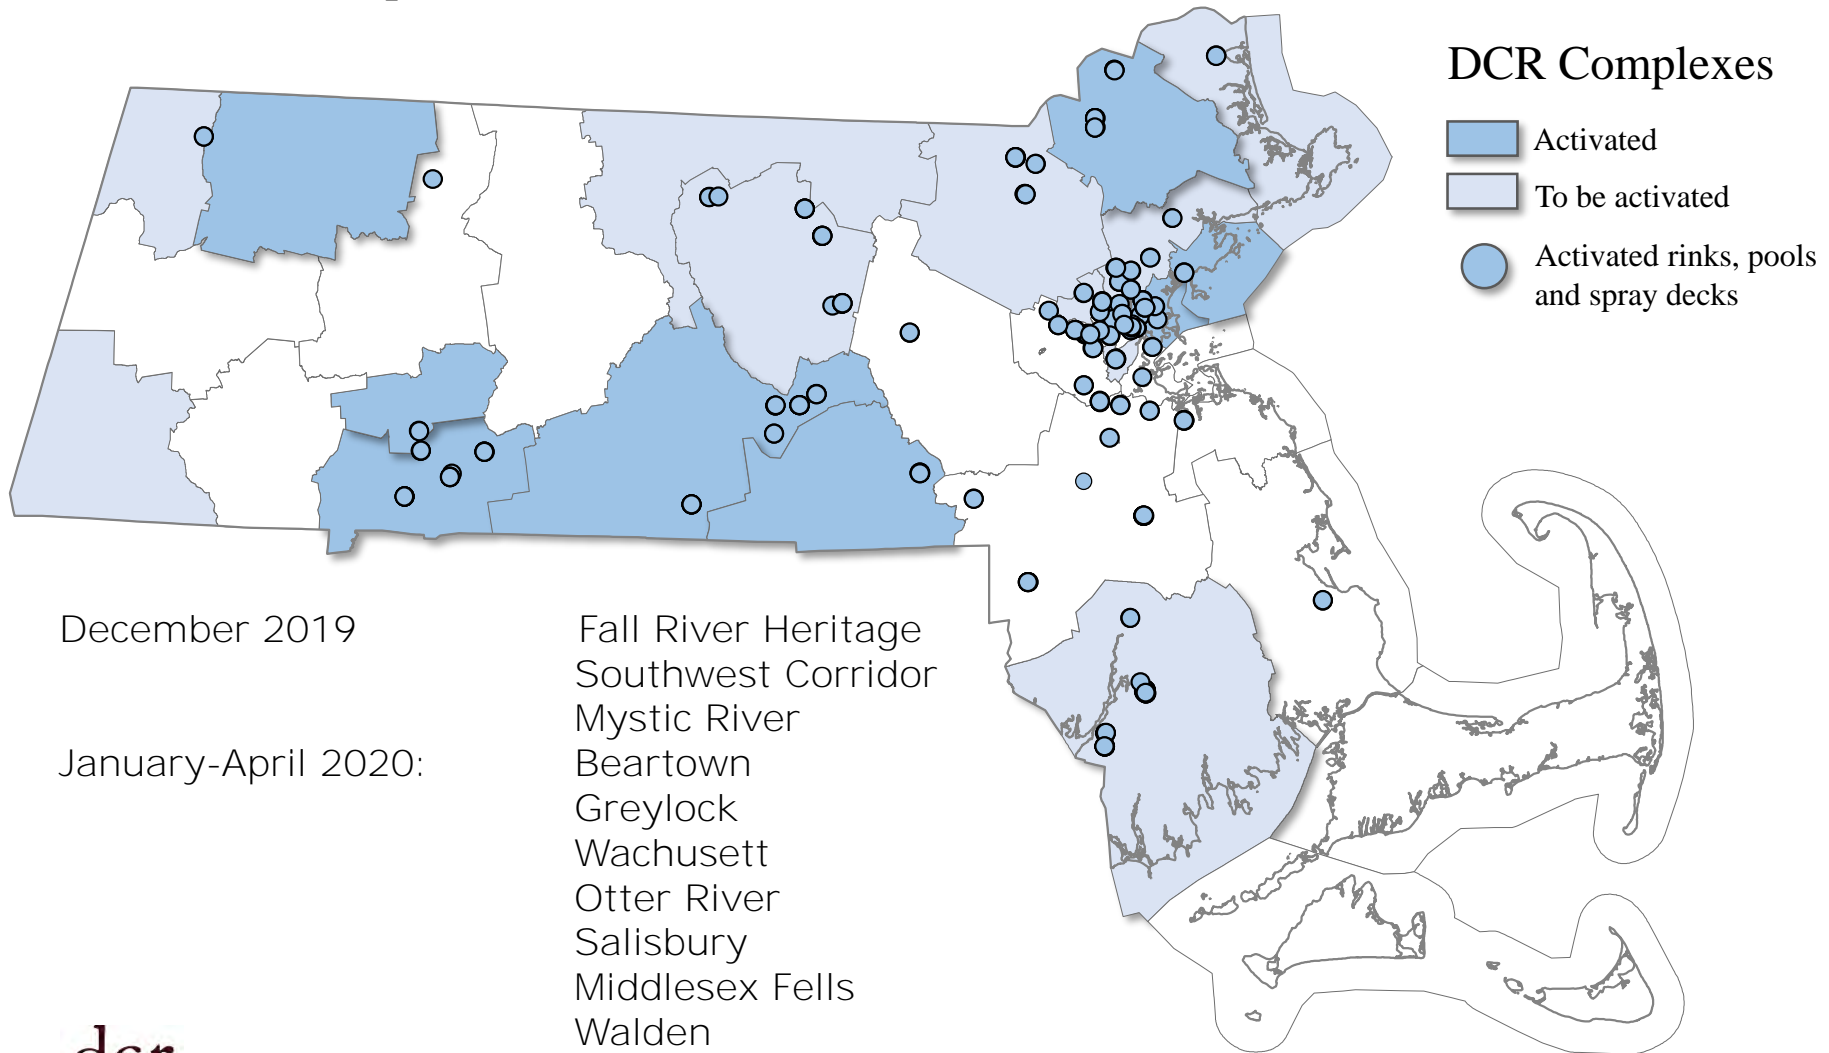 DCR Complexes
Activated
To be activated
Activated rinks, pools
and spray decks
December 2019
Fall River Heritage
Southwest Corridor
Mystic River
January-April 2020:
Beartown
Greylock
Wachusett
Otter River
Salisbury
Middlesex Fells
Walden
dcr